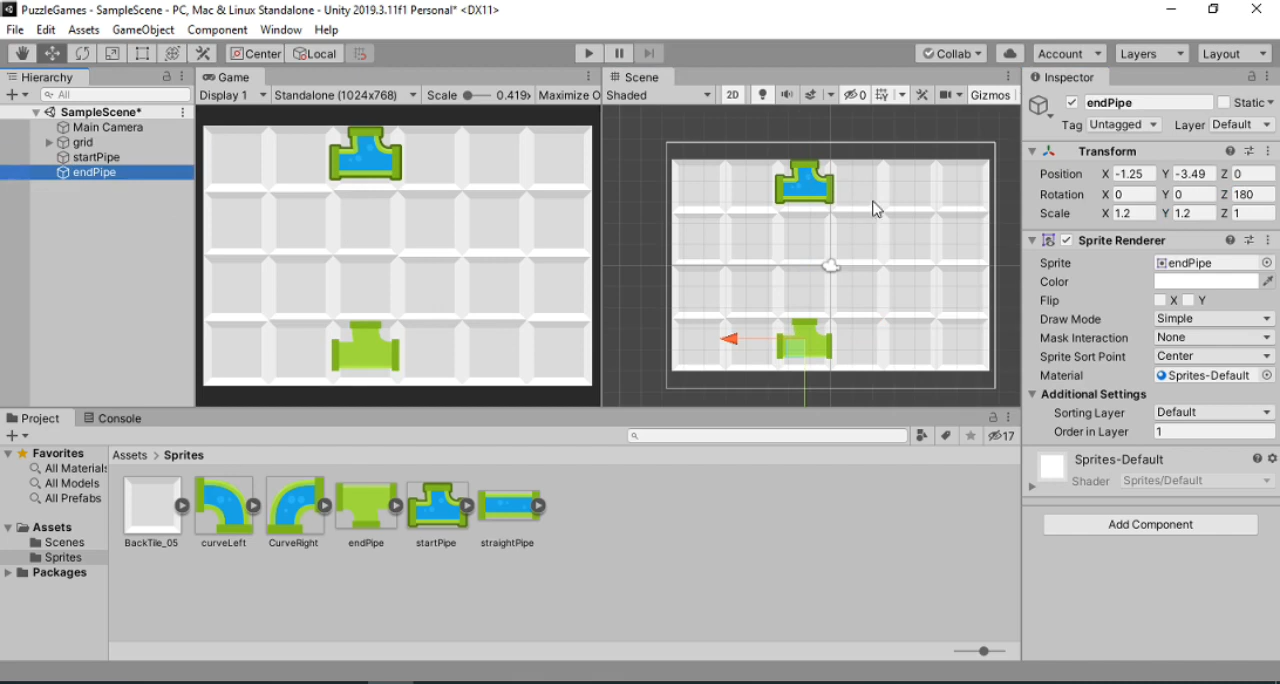 PuzzleGames - SampleScene - PC, Mac & Linux Standalone - Unity 2019.3.11f1 Personal* <DX11>
File Edit Assets GameObject Component Window Help
Center Local Collab Account Layers Layout
Hierarchy
All
SampleScene*
Main Camera
grid
startPipe
endPipe
Game
Display 1 Standalone (1024x768) Scale 0.419x Maximize O
Scene
Shaded 2D 0 Gizmos
Inspector
endPipe Static
Tag Untagged Layer Default
Transform
Position X -1.25 Y -3.49 Z 0
Rotation X 0 Y 0 Z 180
Scale X 1.2 Y 1.2 Z 1
Sprite Renderer
Sprite endPipe
Color
Flip X Y
Draw Mode Simple
Mask Interaction None
Sprite Sort Point Center
Material Sprites-Default
Additional Settings
Sorting Layer Default
Order in Layer 1
Sprites-Default
Shader Sprites/Default
Add Component
Project Console
17
Favorites
All Materials
All Models
All Prefabs
Assets
Scenes
Sprites
Packages
Assets > Sprites
BackTile_05 curveLeft CurveRight endPipe startPipe straightPipe